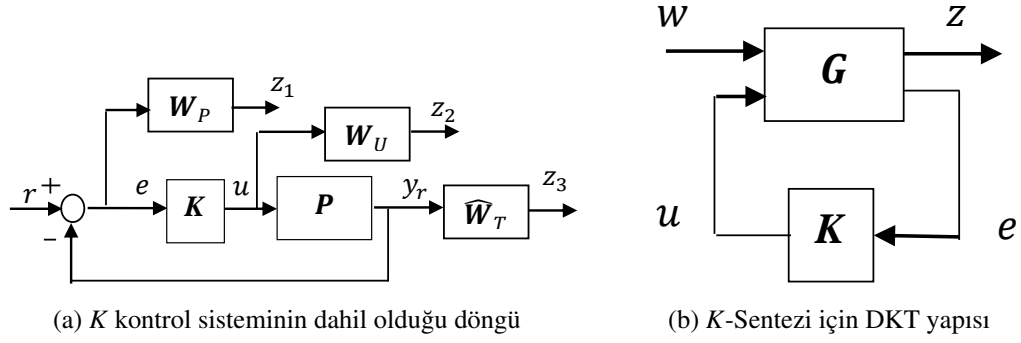 W_P
z_1
W_U
z_2
r
+
−
e
K
u
P
y_r
Ŵ_T
z_3
(a) K kontrol sisteminin dahil olduğu döngü
w
G
z
u
K
e
(b) K-Sentezi için DKT yapısı